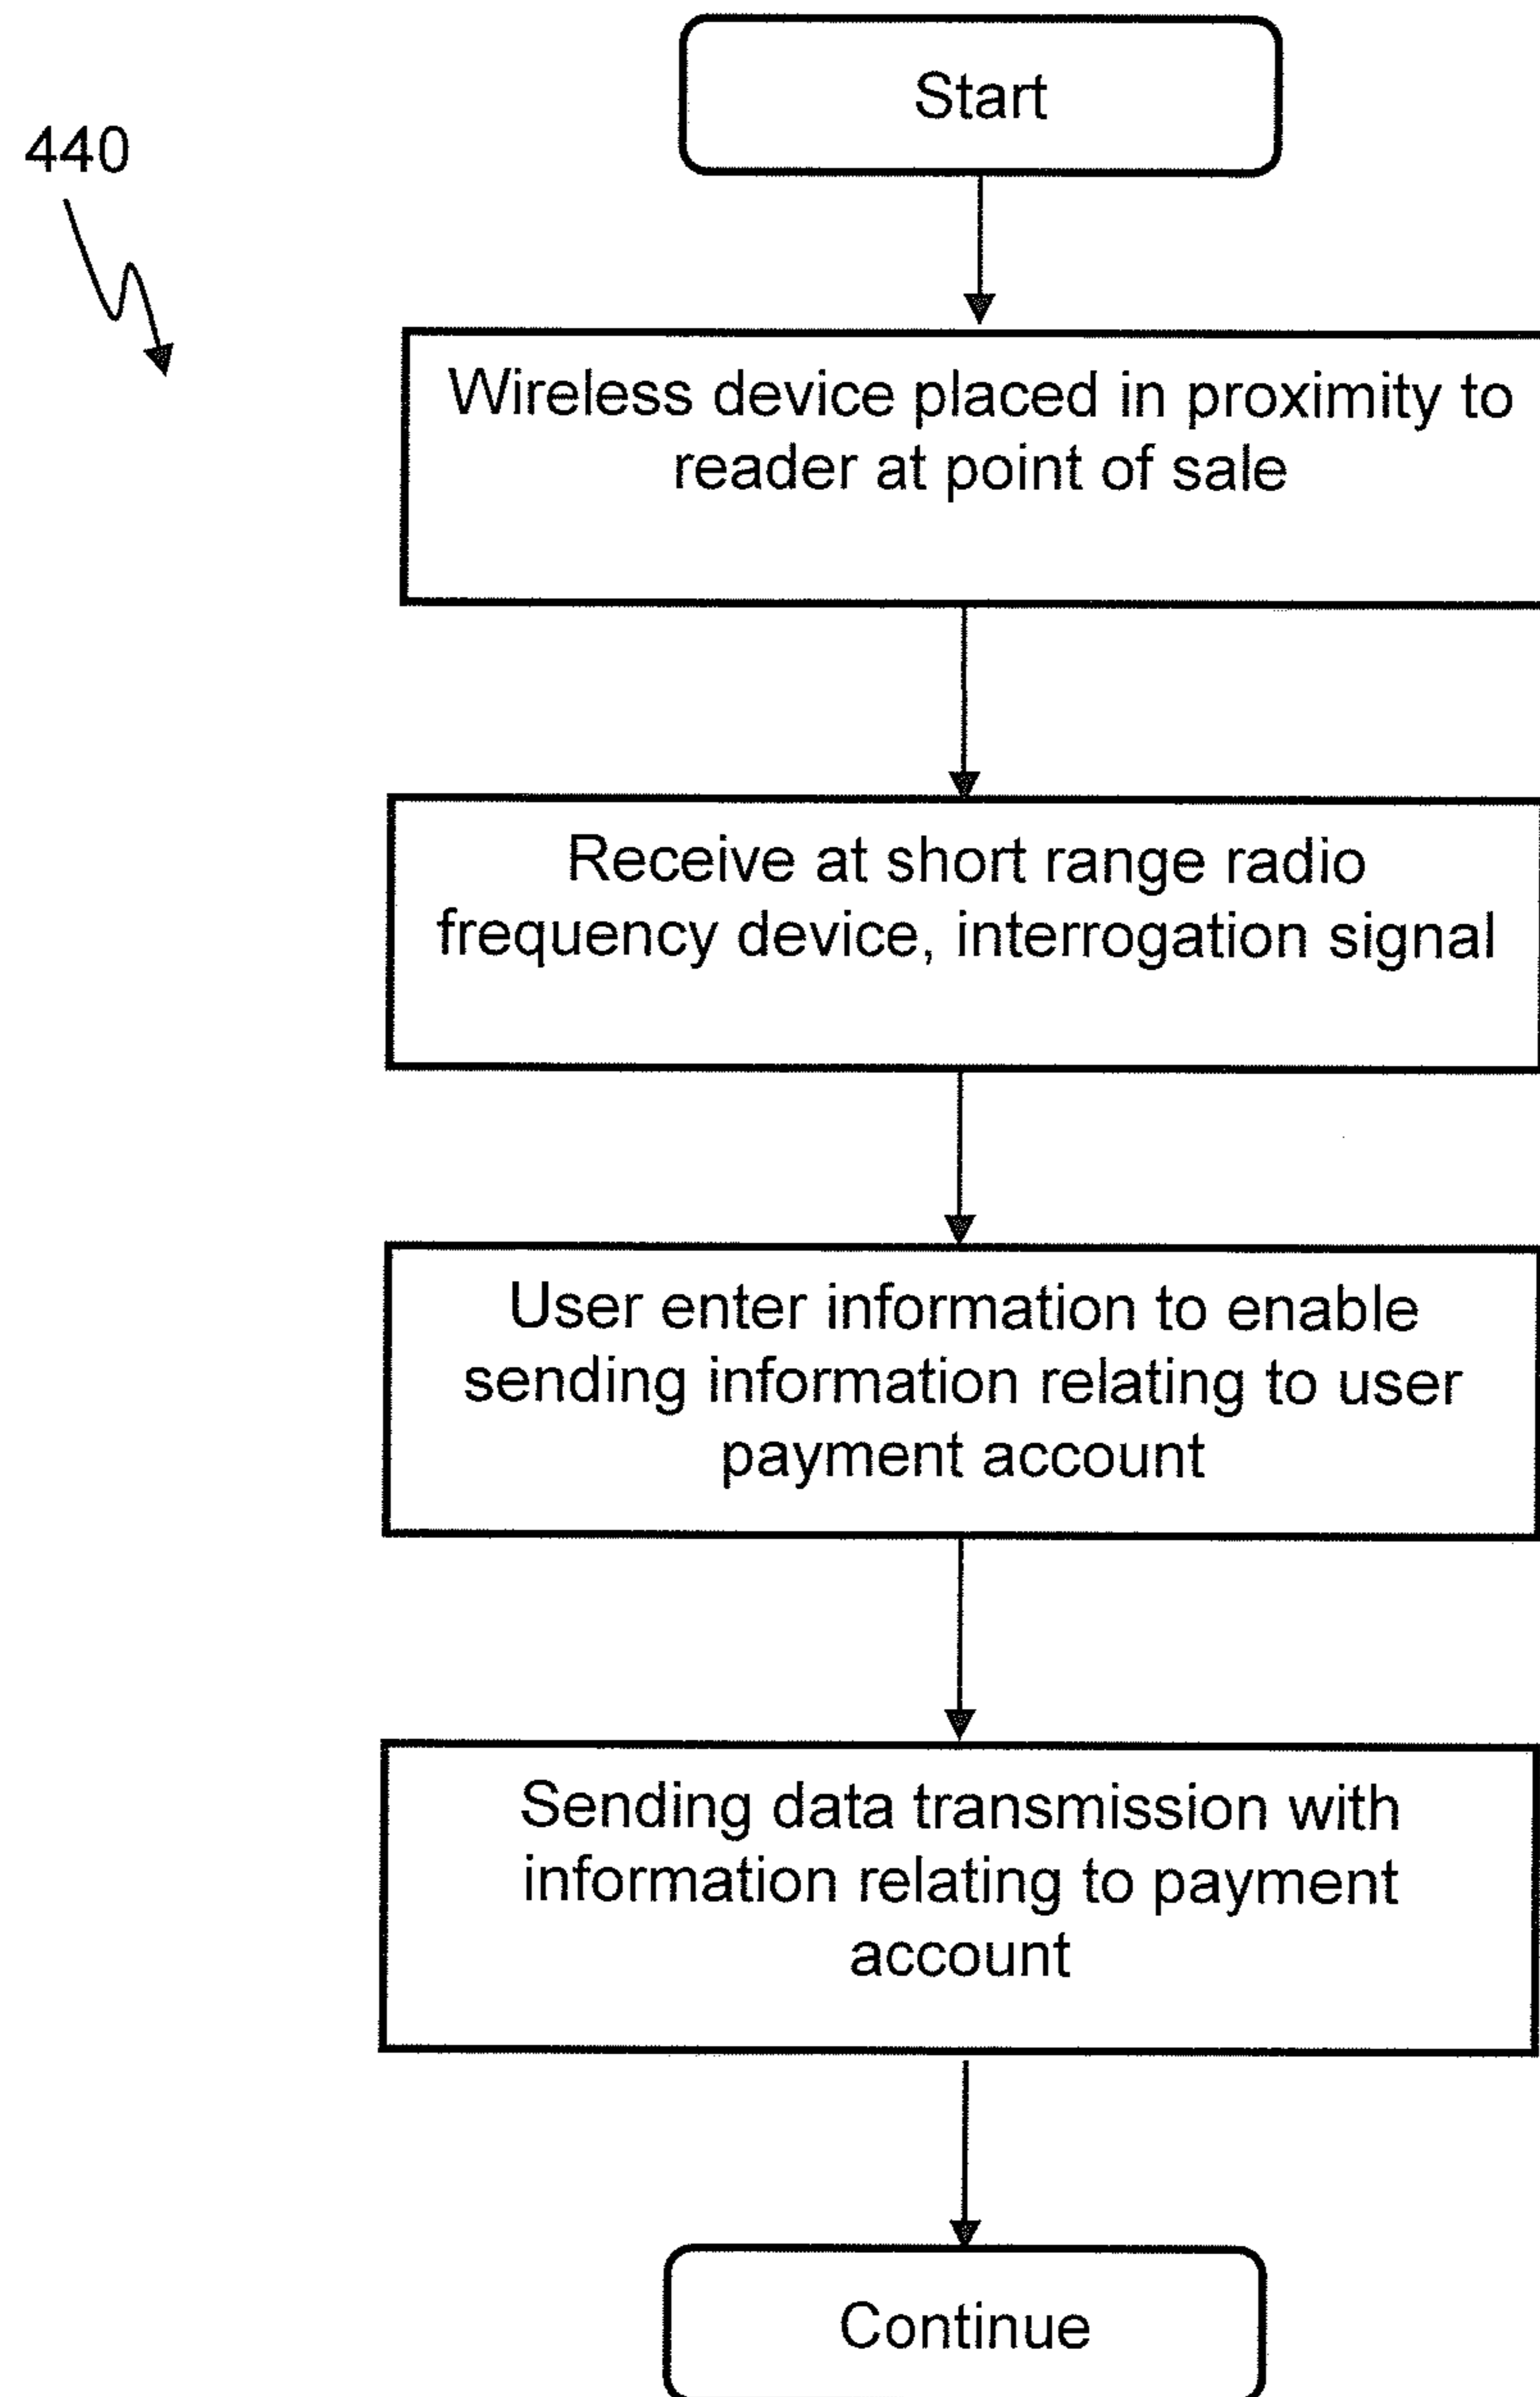 Start
440
Wireless device placed in proximity to
reader at point of sale
Receive at short range radio
frequency device, interrogation signal
User enter information to enable
sending information relating to user
payment account
Sending data transmission with
information relating to payment
account
Continue